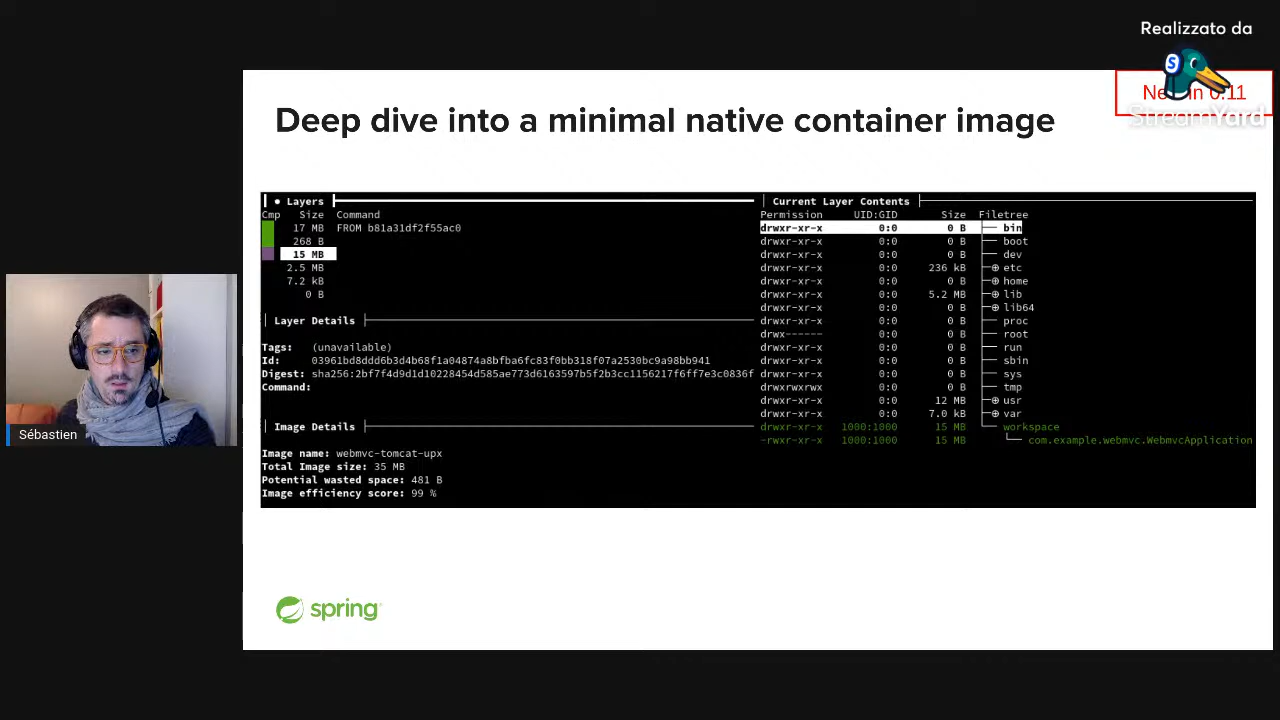 Realizzato da
StreamYard
Deep dive into a minimal native container image
● Layers
Cmp Size Command
17 MB FROM b81a31df2f55ac0
268 B
15 MB
2.5 MB
7.2 kB
0 B
Layer Details
Tags: (unavailable)
Id: 03961bd8ddd6b3d4b68f1a04874a8bfba6fc83f0bb318f07a2530bc9a98bb941
Digest: sha256:2bf7f4d9d1d10228454d585ae773d6163597b5f2b3cc1156217f6ff7e3c0836f
Command:
Image Details
Image name: webmvc-tomcat-upx
Total Image size: 35 MB
Potential wasted space: 481 B
Image efficiency score: 99 %
Current Layer Contents
Permission UID:GID Size Filetree
drwxr-xr-x 0:0 0 B bin
drwxr-xr-x 0:0 0 B boot
drwxr-xr-x 0:0 0 B dev
drwxr-xr-x 0:0 236 kB etc
drwxr-xr-x 0:0 0 B home
drwxr-xr-x 0:0 5.2 MB lib
drwxr-xr-x 0:0 0 B lib64
drwxr-xr-x 0:0 0 B proc
drwx------ 0:0 0 B root
drwxr-xr-x 0:0 0 B run
drwxr-xr-x 0:0 0 B sbin
drwxr-xr-x 0:0 0 B sys
drwxrwxrwx 0:0 0 B tmp
drwxr-xr-x 0:0 12 MB usr
drwxr-xr-x 0:0 7.0 kB var
drwxr-xr-x 1000:1000 15 MB workspace
-rwxr-xr-x 1000:1000 15 MB com.example.webmvc.WebmvcApplication
Sébastien
spring